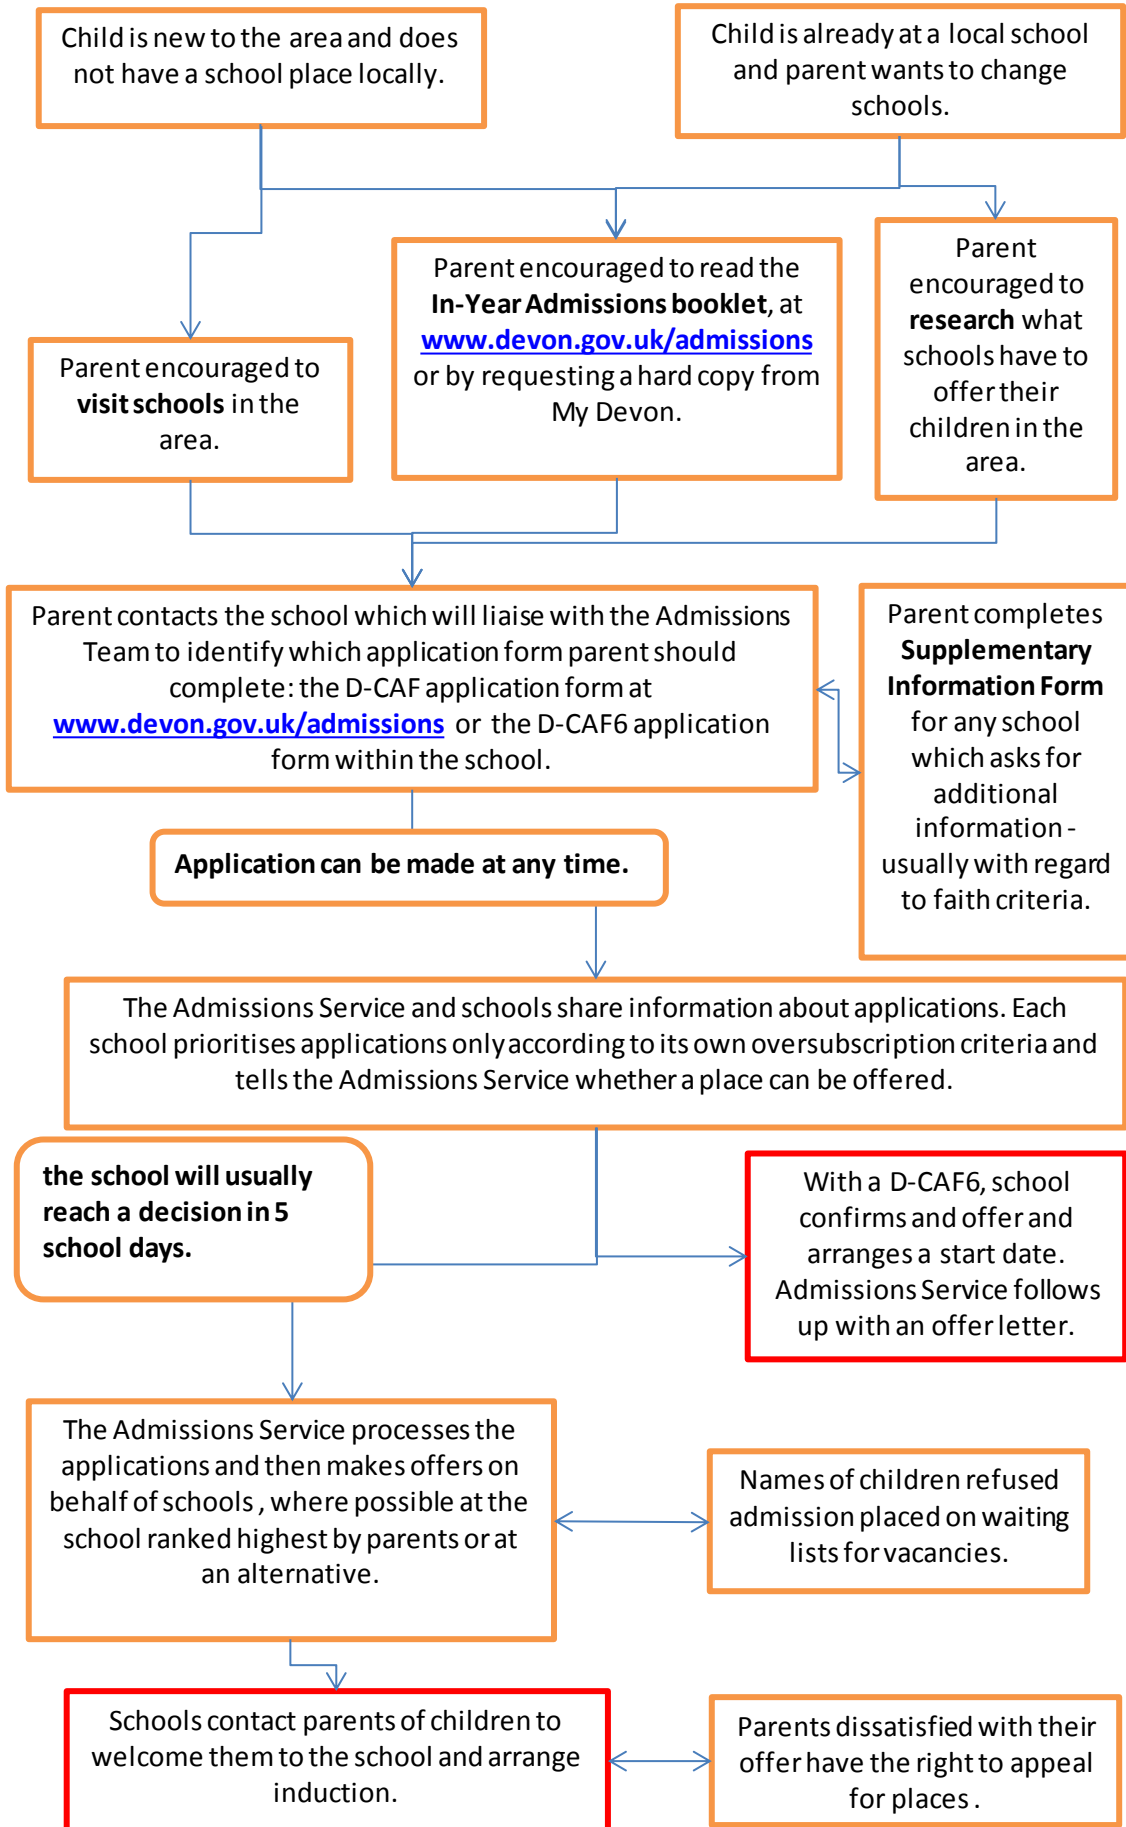 Child is new to the area and does
not have a school place locally.
Child is already at a local school
and parent wants to change
schools.
Parent encouraged to
visit schools in the
area.
Parent encouraged to read the
In-Year Admissions booklet, at
www.devon.gov.uk/admissions
or by requesting a hard copy from
My Devon.
Parent
encouraged to
research what
schools have to
offer their
children in the
area.
Parent contacts the school which will liaise with the Admissions
Team to identify which application form parent should
complete: the D-CAF application form at
www.devon.gov.uk/admissions or the D-CAF6 application
form within the school.
Parent completes
Supplementary
Information Form
for any school
which asks for
additional
information -
usually with regard
to faith criteria.
Application can be made at any time.
The Admissions Service and schools share information about applications. Each
school prioritises applications only according to its own oversubscription criteria and
tells the Admissions Service whether a place can be offered.
the school will usually
reach a decision in 5
school days.
With a D-CAF6, school
confirms and offer and
arranges a start date.
Admissions Service follows
up with an offer letter.
The Admissions Service processes the
applications and then makes offers on
behalf of schools , where possible at the
school ranked highest by parents or at
an alternative.
Names of children refused
admission placed on waiting
lists for vacancies.
Schools contact parents of children to
welcome them to the school and arrange
induction.
Parents dissatisfied with their
offer have the right to appeal
for places .